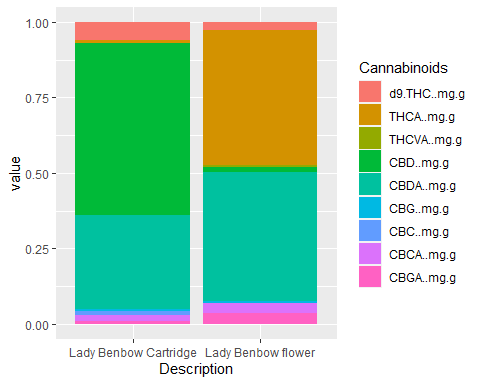 1.00
0.75
0.50
0.25
0.00
value
Lady Benbow Cartridge
Lady Benbow flower
Description
Cannabinoids
d9.THC..mg.g
THCA..mg.g
THCVA..mg.g
CBD..mg.g
CBDA..mg.g
CBG..mg.g
CBC..mg.g
CBCA..mg.g
CBGA..mg.g